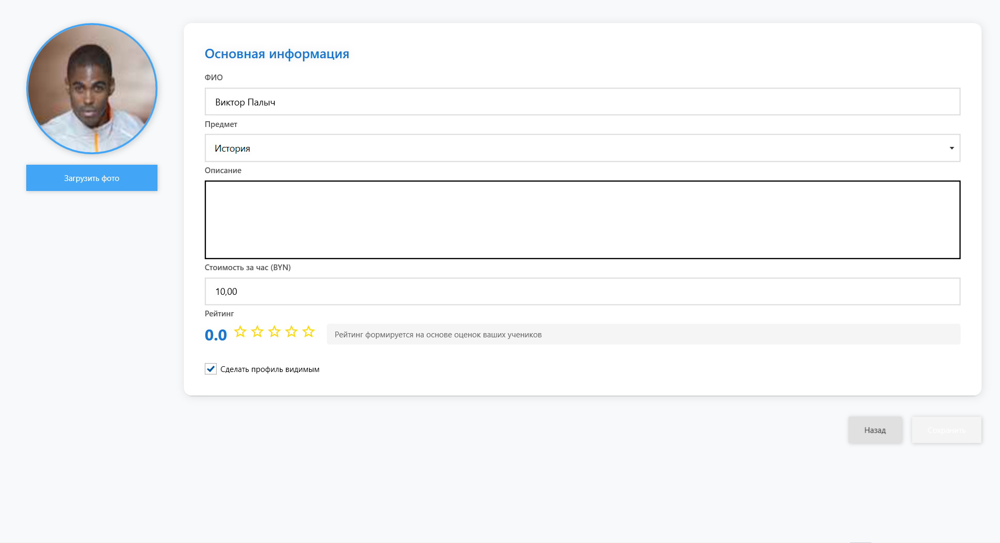 Основная информация
ФИО
Виктор Палыч
Предмет
История
Загрузить фото
Описание
Стоимость за час (BYN)
10,00
Рейтинг
0.0
Рейтинг формируется на основе оценок ваших учеников
Сделать профиль видимым
Назад
Сохранить